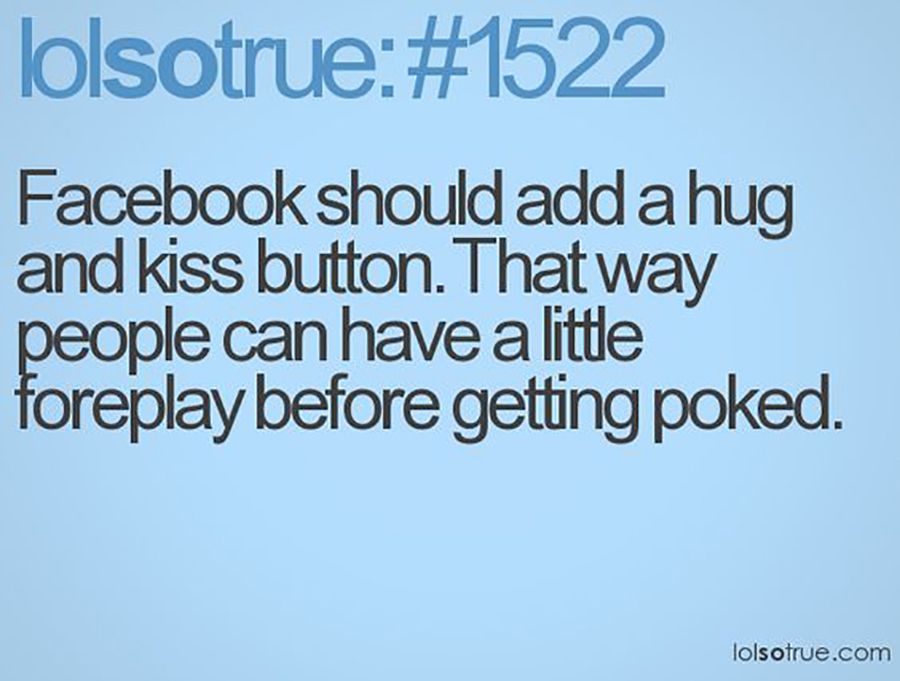 lolsotrue: #1522
Facebook should add a hug
and kiss button. That way
people can have a little
foreplay before getting poked.
lolsotrue.com